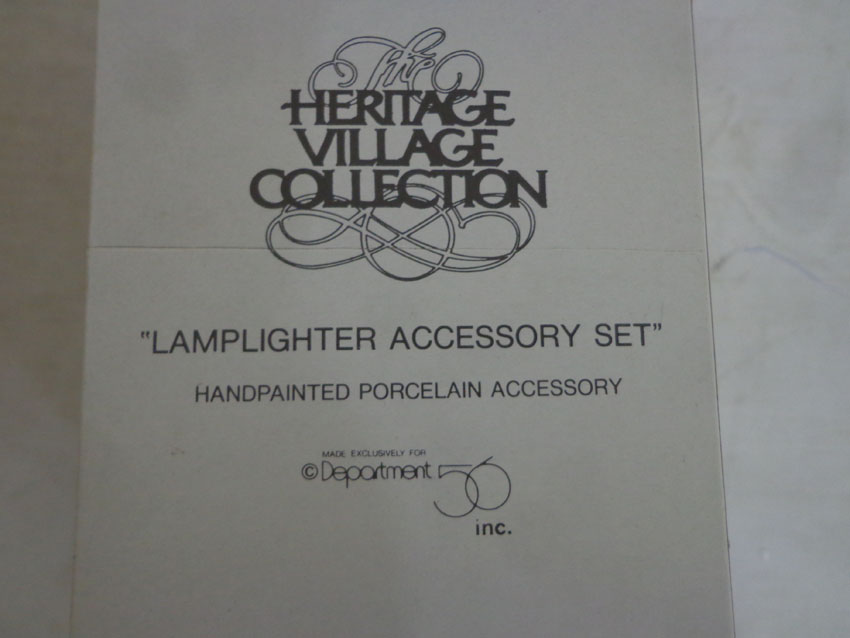 The
HERITAGE
VILLAGE
COLLECTION
"LAMPLIGHTER ACCESSORY SET"
HANDPAINTED PORCELAIN ACCESSORY
MADE EXCLUSIVELY FOR
©Department 56
inc.